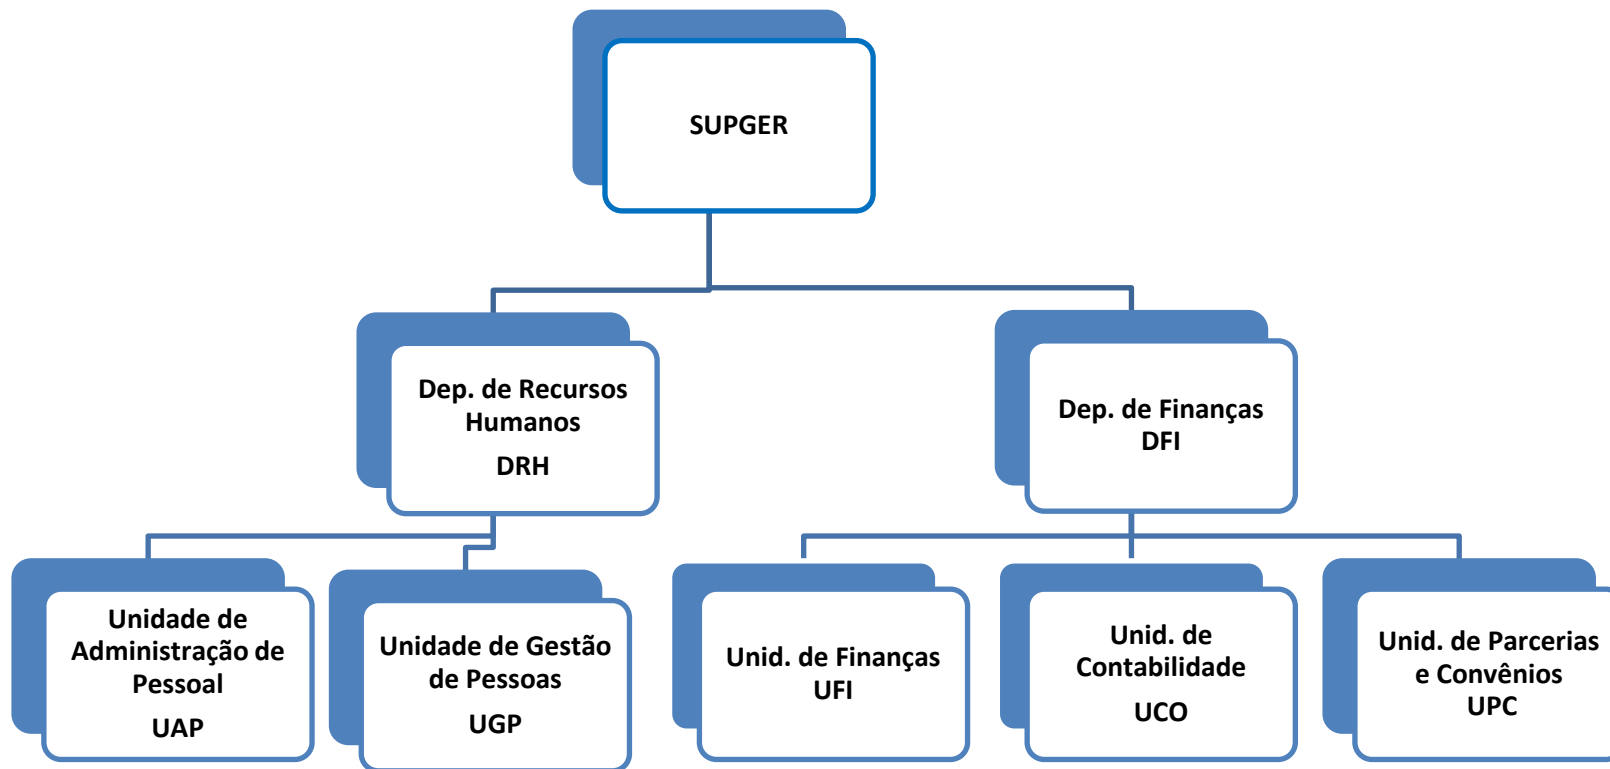 SUPGER
Dep. de Recursos
Humanos
DRH
Dep. de Finanças
DFI
Unidade de
Administração de
Pessoal
UAP
Unidade de Gestão
de Pessoas
UGP
Unid. de Finanças
UFI
Unid. de
Contabilidade
UCO
Unid. de Parcerias
e Convênios
UPC